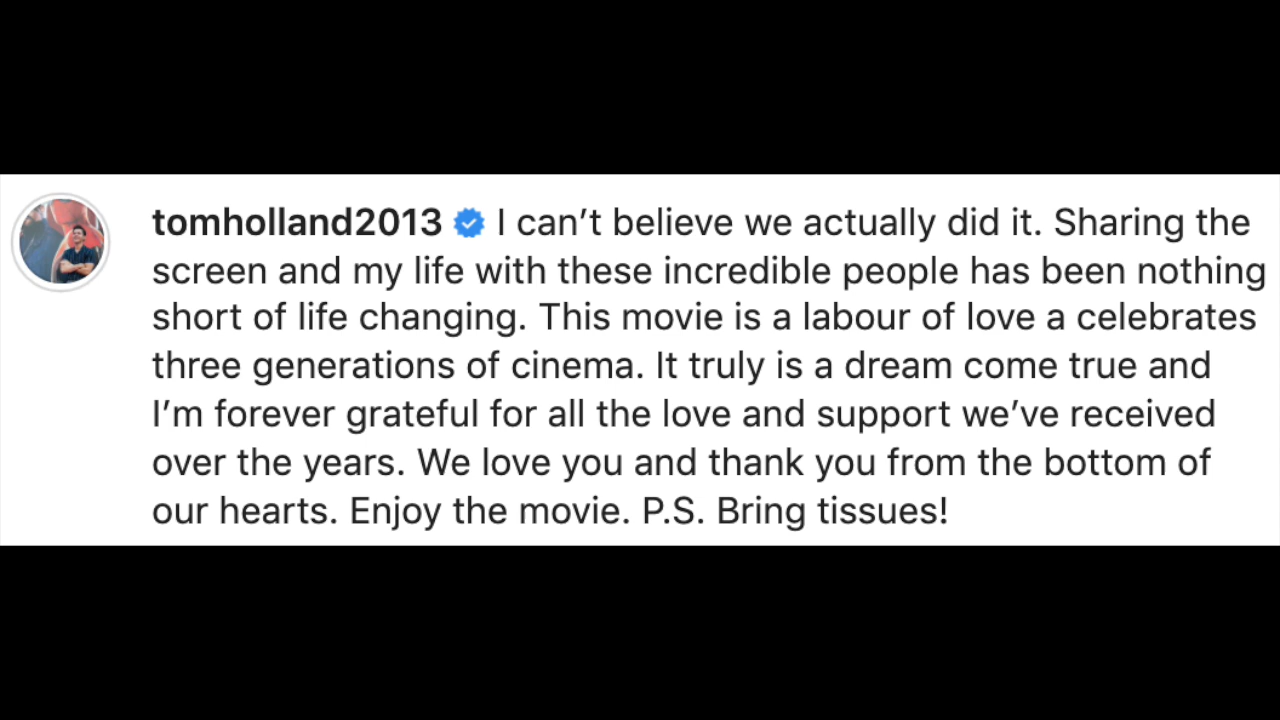 tomholland2013 I can’t believe we actually did it. Sharing the
screen and my life with these incredible people has been nothing
short of life changing. This movie is a labour of love a celebrates
three generations of cinema. It truly is a dream come true and
I’m forever grateful for all the love and support we’ve received
over the years. We love you and thank you from the bottom of
our hearts. Enjoy the movie. P.S. Bring tissues!